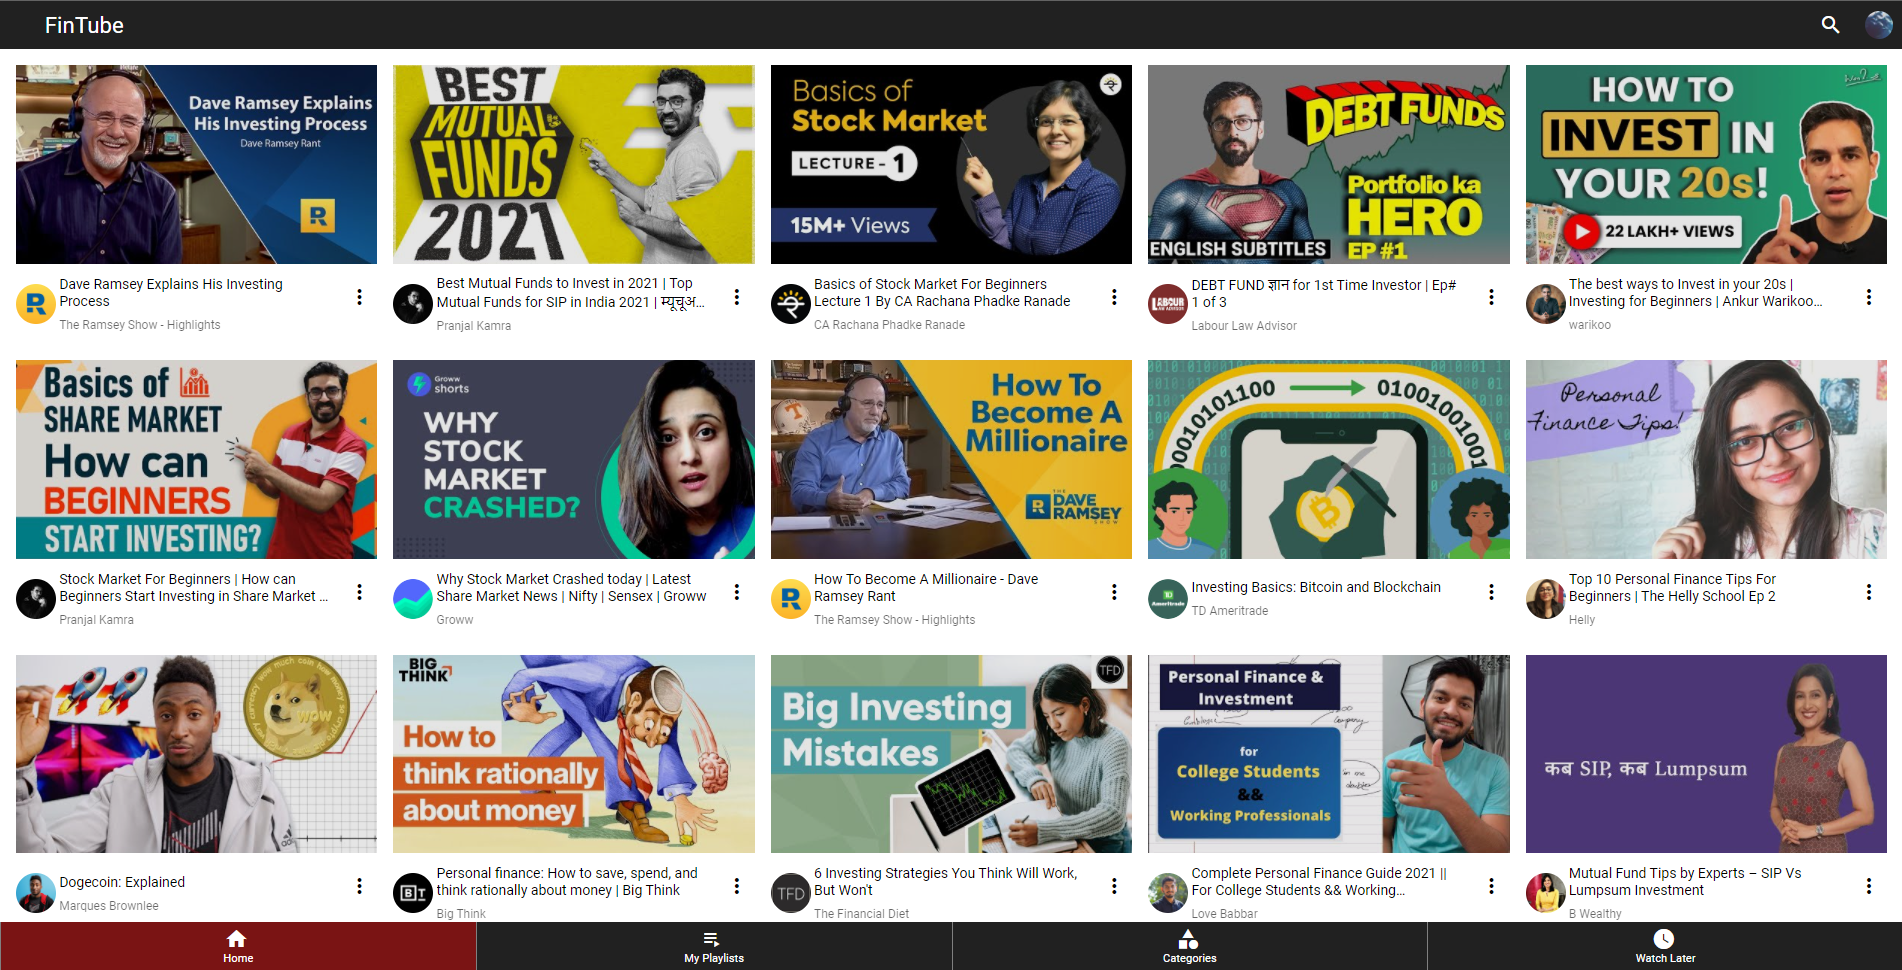 FinTube
Dave Ramsey Explains
His Investing Process
Dave Ramsey Rant
R
BEST
MUTUAL
FUNDS
2021
Basics of
Stock Market
LECTURE - 1
15M+ Views
DEBT FUNDS
Portfolio ka
HERO
EP #1
ENGLISH SUBTITLES
HOW TO
INVEST IN
YOUR 20s!
22 LAKH+ VIEWS
Dave Ramsey Explains His Investing
Process
The Ramsey Show - Highlights
Best Mutual Funds to Invest in 2021 | Top
Mutual Funds for SIP in India 2021 | म्यूचूअ...
Pranjal Kamra
Basics of Stock Market For Beginners
Lecture 1 By CA Rachana Phadke Ranade
CA Rachana Phadke Ranade
LABOUR
LAW ADVISOR
DEBT FUND ज्ञान for 1st Time Investor | Ep#
1 of 3
Labour Law Advisor
The best ways to Invest in your 20s |
Investing for Beginners | Ankur Warikoo...
warikoo
Basics of
SHARE MARKET
How can
BEGINNERS
START INVESTING?
Groww
shorts
WHY
STOCK
MARKET
CRASHED?
How To
Become A
Millionaire
THE
DAVE
RAMSEY
SHOW
00010101100
010010010011
Personal
Finance Tips!
Stock Market For Beginners | How can
Beginners Start Investing in Share Market ...
Pranjal Kamra
Why Stock Market Crashed today | Latest
Share Market News | Nifty | Sensex | Groww
Groww
R
How To Become A Millionaire - Dave
Ramsey Rant
The Ramsey Show - Highlights
TD
Ameritrade
Investing Basics: Bitcoin and Blockchain
TD Ameritrade
Top 10 Personal Finance Tips For
Beginners | The Helly School Ep 2
Helly
WOW
BIG
THINK
How to
think rationally
about money
TFD
Big Investing
Mistakes
Personal Finance &
Investment
Company
for
College Students
&&
Working Professionals
कब SIP, कब Lumpsum
Dogecoin: Explained
Marques Brownlee
Personal finance: How to save, spend, and
think rationally about money | Big Think
Big Think
TFD
6 Investing Strategies You Think Will Work,
But Won't
The Financial Diet
Complete Personal Finance Guide 2021 ||
For College Students && Working...
Love Babbar
Mutual Fund Tips by Experts – SIP Vs
Lumpsum Investment
B Wealthy
Home
My Playlists
Categories
Watch Later